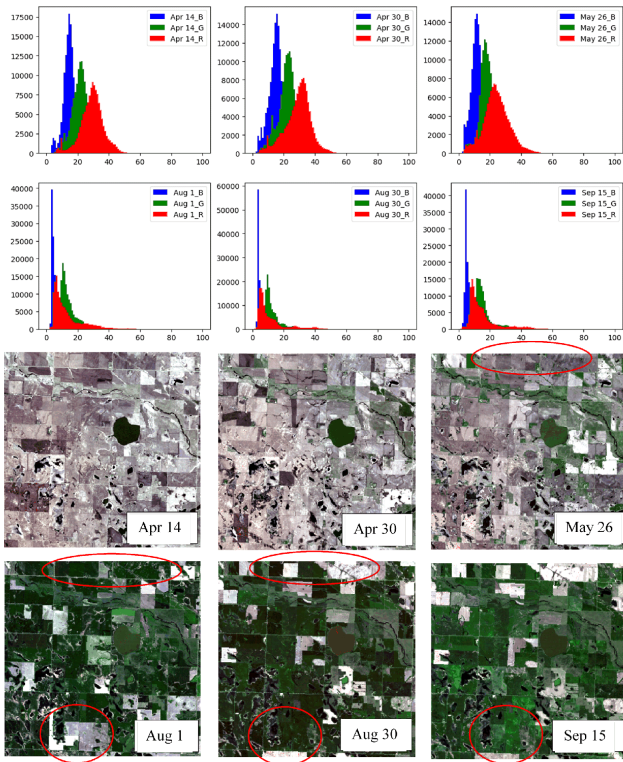 Apr 14_B
Apr 14_G
Apr 14_R
17500
15000
12500
10000
7500
5000
2500
0
0 20 40 60 80 100
Apr 30_B
Apr 30_G
Apr 30_R
14000
12000
10000
8000
6000
4000
2000
0
0 20 40 60 80 100
May 26_B
May 26_G
May 26_R
14000
12000
10000
8000
6000
4000
2000
0
0 20 40 60 80 100
Aug 1_B
Aug 1_G
Aug 1_R
40000
35000
30000
25000
20000
15000
10000
5000
0
0 20 40 60 80 100
Aug 30_B
Aug 30_G
Aug 30_R
60000
50000
40000
30000
20000
10000
0
0 20 40 60 80 100
Sep 15_B
Sep 15_G
Sep 15_R
40000
35000
30000
25000
20000
15000
10000
5000
0
0 20 40 60 80 100
Apr 14
Apr 30
May 26
Aug 1
Aug 30
Sep 15